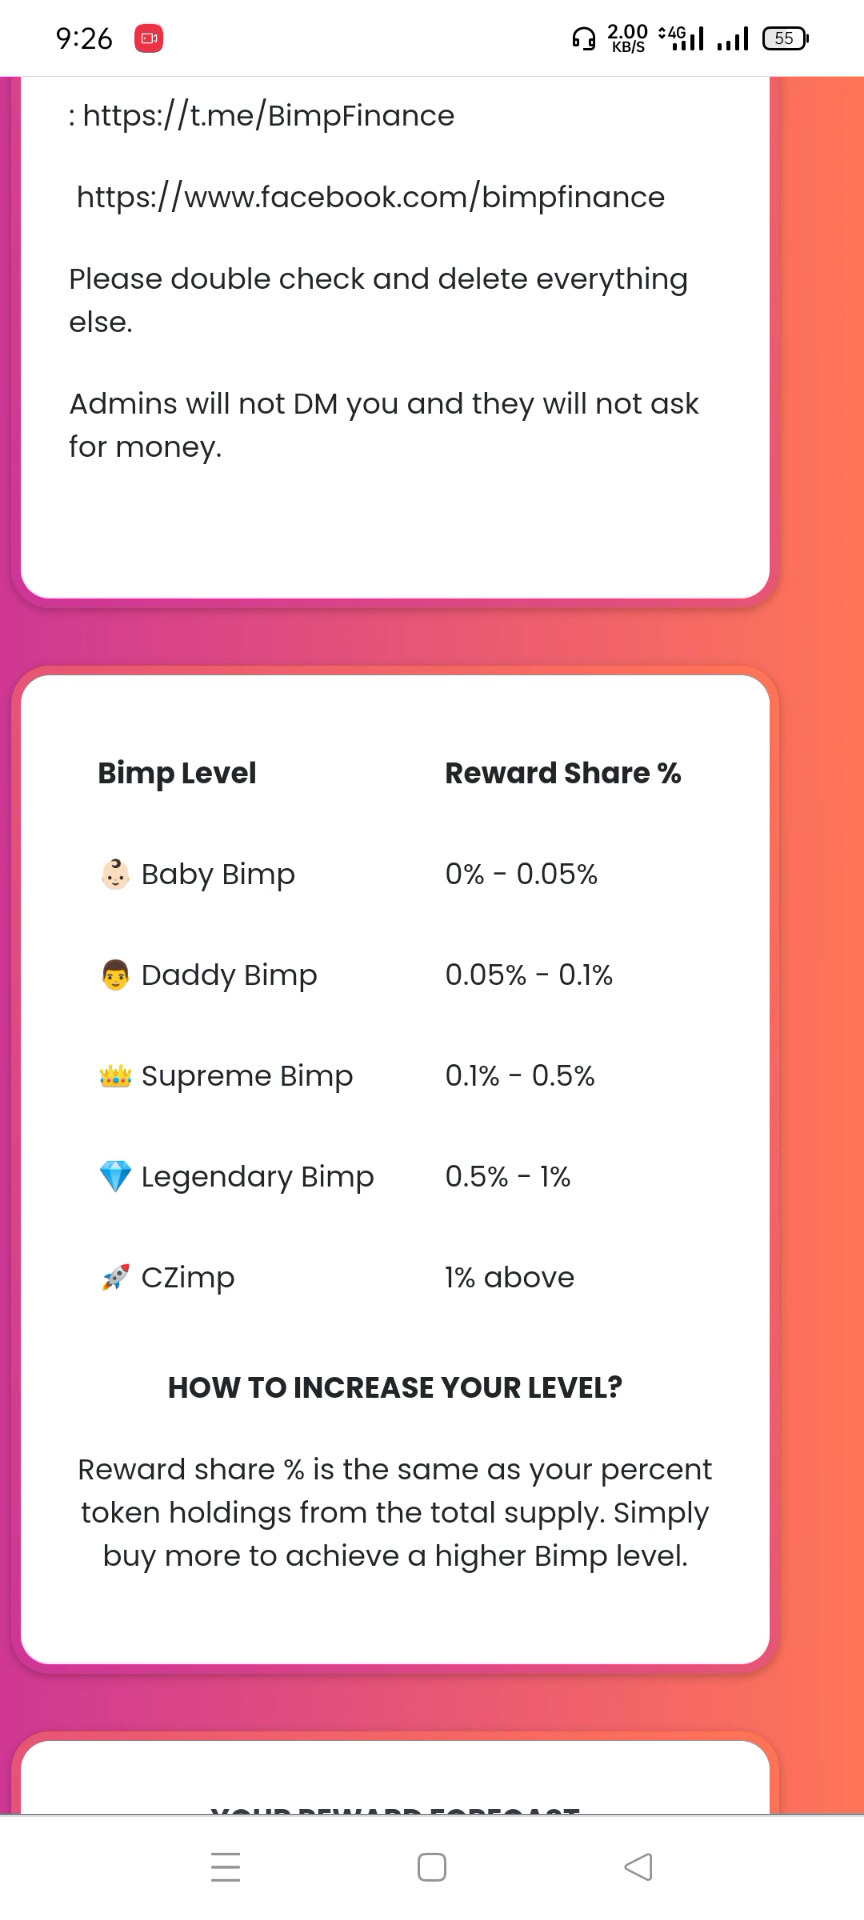 9:26
2.00
KB/S
4G
55
: https://t.me/BimpFinance
https://www.facebook.com/bimpfinance
Please double check and delete everything
else.
Admins will not DM you and they will not ask
for money.
Bimp Level Reward Share %
👶🏻 Baby Bimp 0% - 0.05%
👨 Daddy Bimp 0.05% - 0.1%
👑 Supreme Bimp 0.1% - 0.5%
💎 Legendary Bimp 0.5% - 1%
🚀 CZimp 1% above
HOW TO INCREASE YOUR LEVEL?
Reward share % is the same as your percent
token holdings from the total supply. Simply
buy more to achieve a higher Bimp level.
YOUR REWARD FORECAST